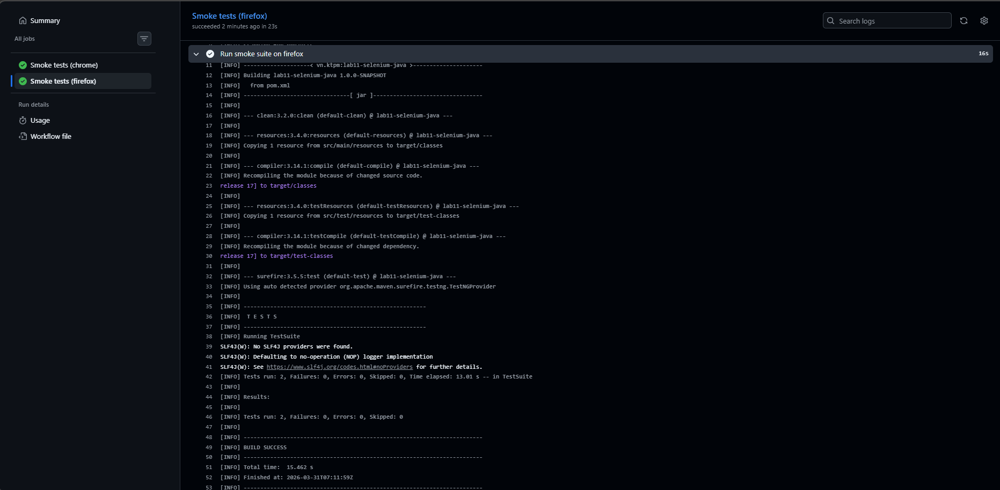 Summary
All jobs
Smoke tests (chrome)
Smoke tests (firefox)
Run details
Usage
Workflow file
Smoke tests (firefox)
succeeded 2 minutes ago in 23s
Search logs
Run smoke suite on firefox
16s
11 [INFO] --------------------< vn.ktpm:lab11-selenium-java >---------------------
12 [INFO] Building lab11-selenium-java 1.0.0-SNAPSHOT
13 [INFO]   from pom.xml
14 [INFO] --------------------------------[ jar ]---------------------------------
15 [INFO]
16 [INFO] --- clean:3.2.0:clean (default-clean) @ lab11-selenium-java ---
17 [INFO]
18 [INFO] --- resources:3.4.0:resources (default-resources) @ lab11-selenium-java ---
19 [INFO] Copying 1 resource from src/main/resources to target/classes
20 [INFO]
21 [INFO] --- compiler:3.14.1:compile (default-compile) @ lab11-selenium-java ---
22 [INFO] Recompiling the module because of changed source code.
23 release 17] to target/classes
24 [INFO]
25 [INFO] --- resources:3.4.0:testResources (default-testResources) @ lab11-selenium-java ---
26 [INFO] Copying 1 resource from src/test/resources to target/test-classes
27 [INFO]
28 [INFO] --- compiler:3.14.1:testCompile (default-testCompile) @ lab11-selenium-java ---
29 [INFO] Recompiling the module because of changed dependency.
30 release 17] to target/test-classes
31 [INFO]
32 [INFO] --- surefire:3.5.5:test (default-test) @ lab11-selenium-java ---
33 [INFO] Using auto detected provider org.apache.maven.surefire.testng.TestNGProvider
34 [INFO]
35 [INFO] -------------------------------------------------------
36 [INFO]  T E S T S
37 [INFO] -------------------------------------------------------
38 [INFO] Running TestSuite
39 SLF4J(W): No SLF4J providers were found.
40 SLF4J(W): Defaulting to no-operation (NOP) logger implementation
41 SLF4J(W): See https://www.slf4j.org/codes.html#noProviders for further details.
42 [INFO] Tests run: 2, Failures: 0, Errors: 0, Skipped: 0, Time elapsed: 13.01 s -- in TestSuite
43 [INFO]
44 [INFO] Results:
45 [INFO]
46 [INFO] Tests run: 2, Failures: 0, Errors: 0, Skipped: 0
47 [INFO]
48 [INFO] ------------------------------------------------------------------------
49 [INFO] BUILD SUCCESS
50 [INFO] ------------------------------------------------------------------------
51 [INFO] Total time:  15.462 s
52 [INFO] Finished at: 2026-03-31T07:11:59Z
53 [INFO] ------------------------------------------------------------------------